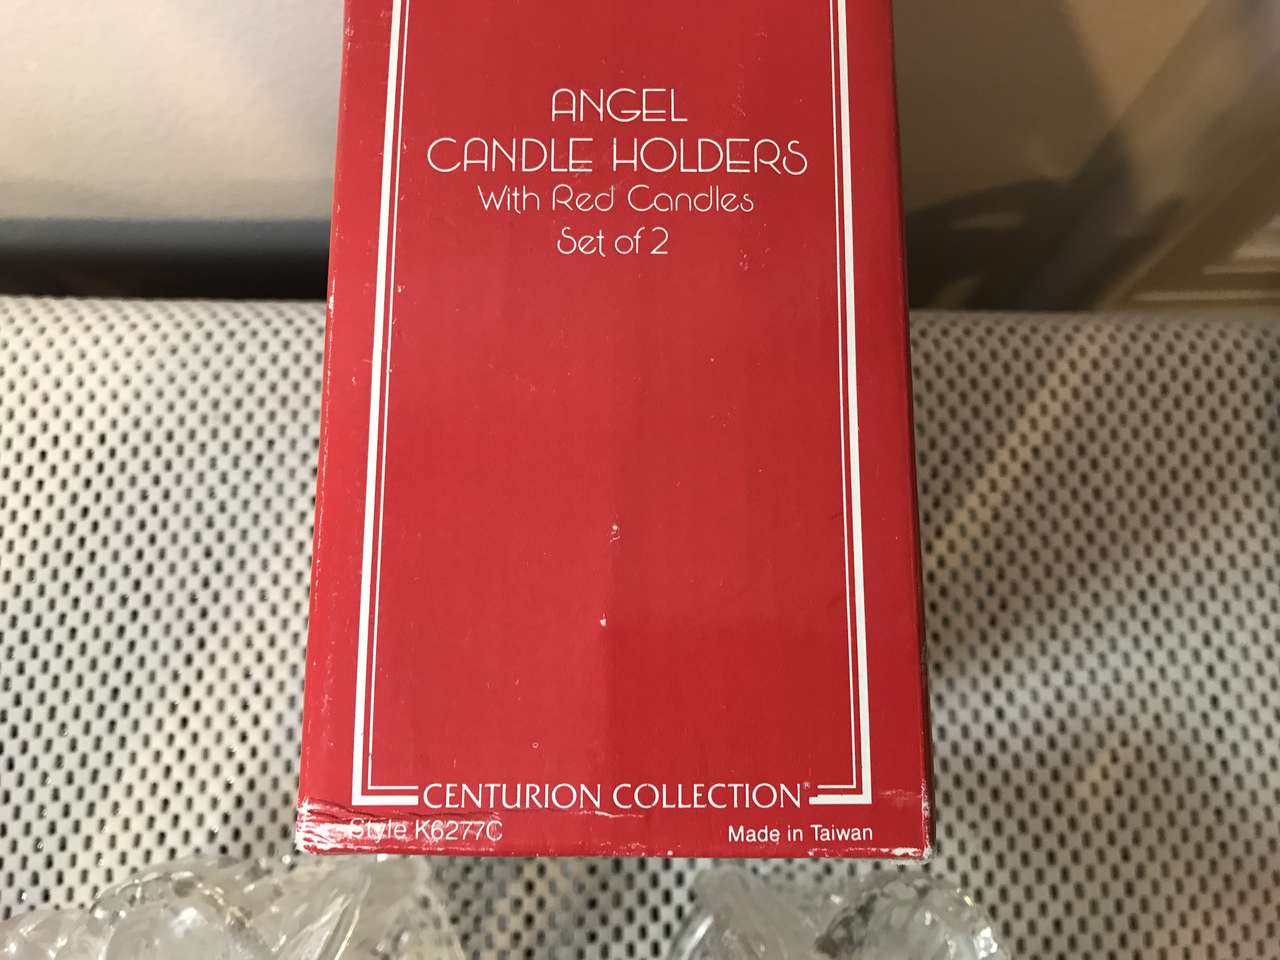 ANGEL
CANDLE HOLDERS
With Red Candles
Set of 2
CENTURION COLLECTION®
Style K6277C
Made in Taiwan